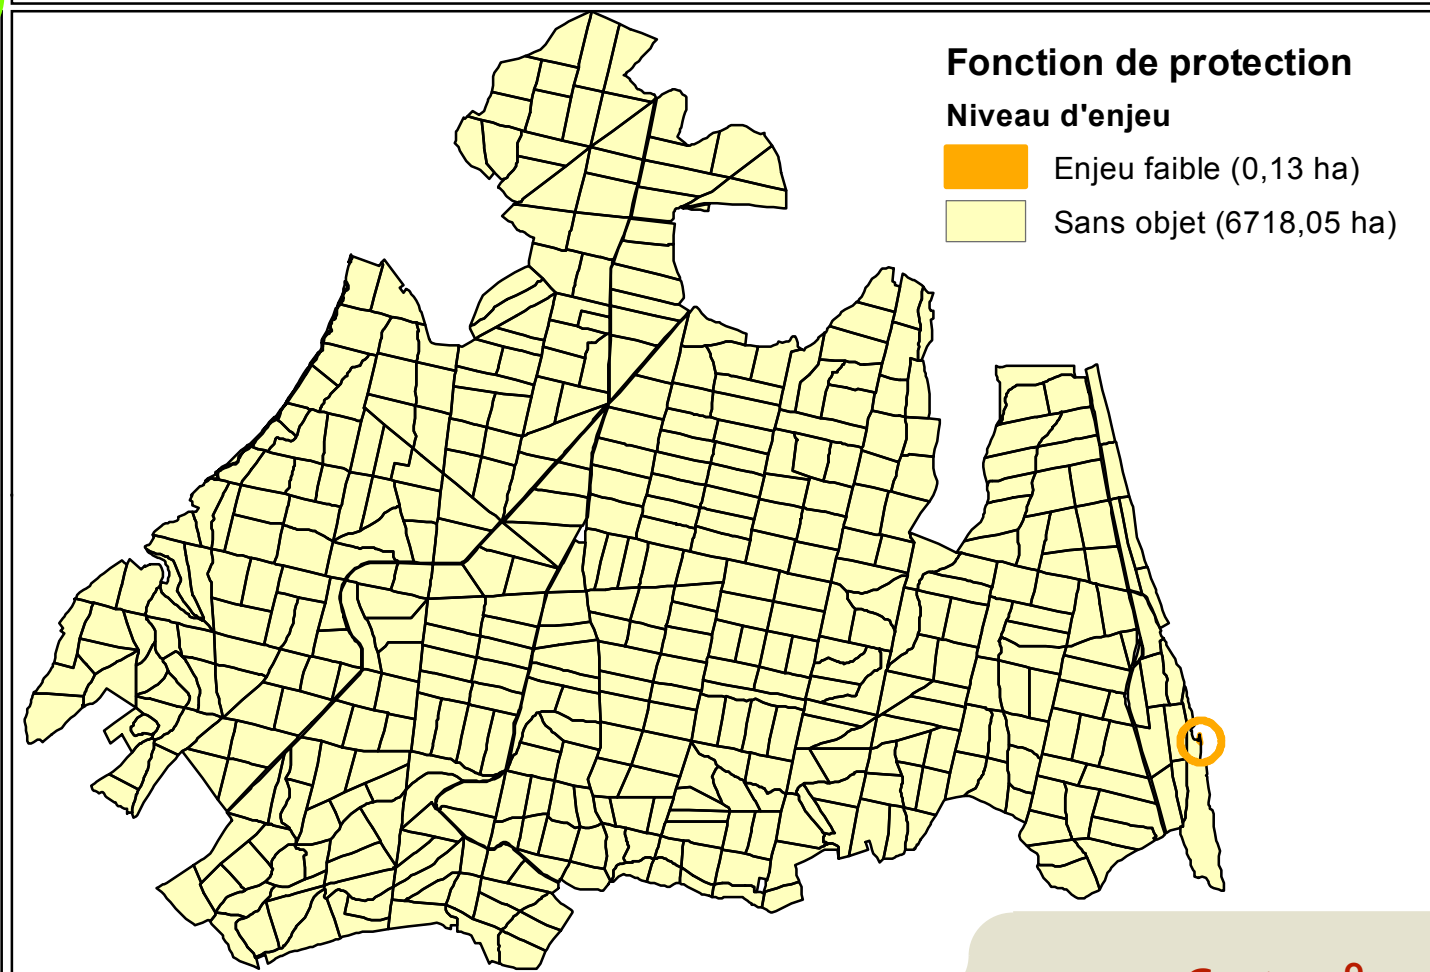 Fonction de protection
Niveau d'enjeu
Enjeu faible (0,13 ha)
Sans objet (6718,05 ha)